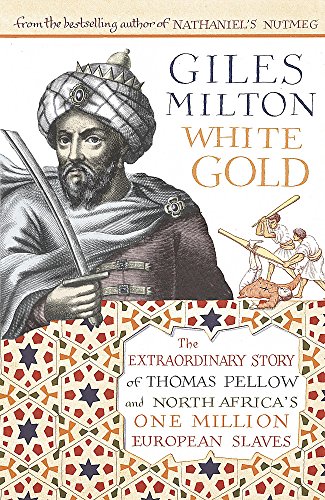 from the bestselling author of NATHANIEL'S NUTMEG
GILES
MILTON
WHITE
GOLD
The
EXTRAORDINARY STORY
of THOMAS PELLOW
and NORTH AFRICA'S
ONE MILLION
EUROPEAN SLAVES